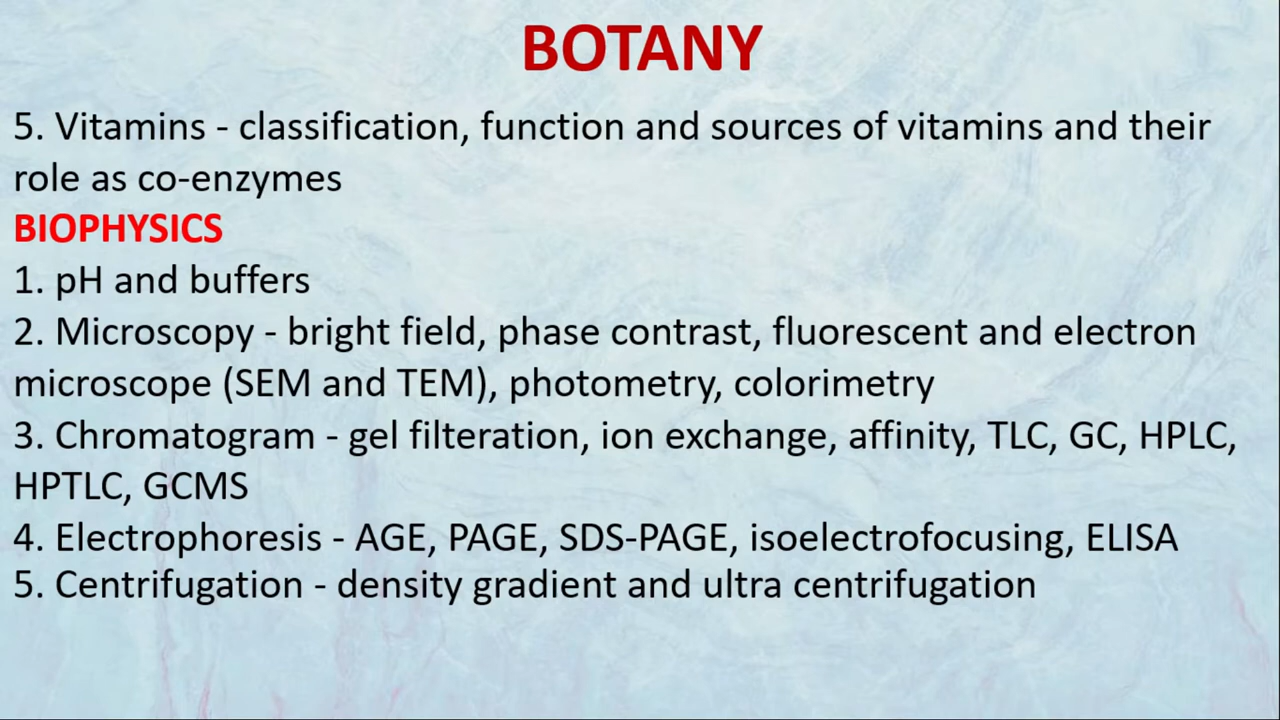 BOTANY
5. Vitamins - classification, function and sources of vitamins and their
role as co-enzymes
BIOPHYSICS
1. pH and buffers
2. Microscopy - bright field, phase contrast, fluorescent and electron
microscope (SEM and TEM), photometry, colorimetry
3. Chromatogram - gel filteration, ion exchange, affinity, TLC, GC, HPLC,
HPTLC, GCMS
4. Electrophoresis - AGE, PAGE, SDS-PAGE, isoelectrofocusing, ELISA
5. Centrifugation - density gradient and ultra centrifugation